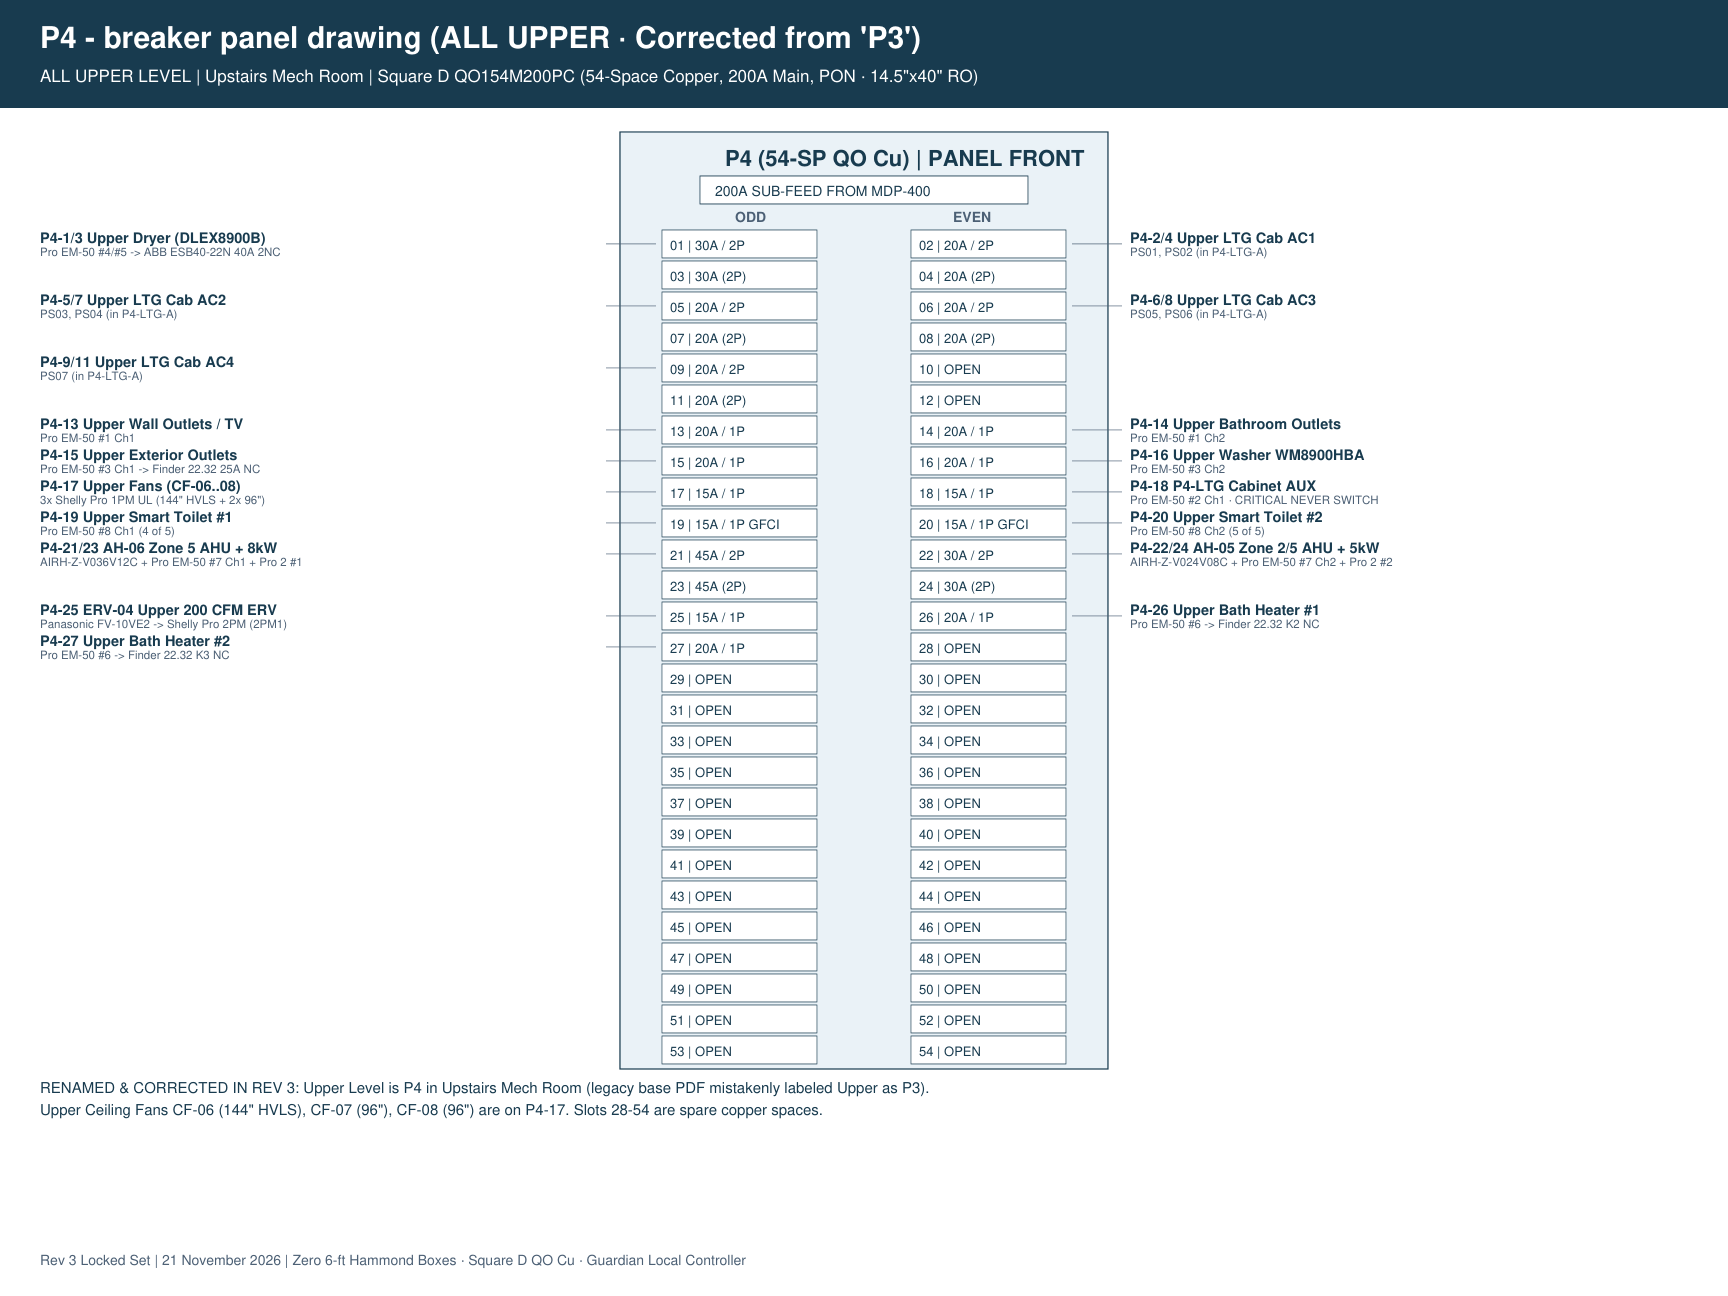 P4 - breaker panel drawing (ALL UPPER · Corrected from 'P3')
ALL UPPER LEVEL | Upstairs Mech Room | Square D QO154M200PC (54-Space Copper, 200A Main, PON · 14.5"x40" RO)
P4 (54-SP QO Cu) | PANEL FRONT
200A SUB-FEED FROM MDP-400
ODD
EVEN
P4-1/3 Upper Dryer (DLEX8900B)
Pro EM-50 #4/#5 -> ABB ESB40-22N 40A 2NC
P4-5/7 Upper LTG Cab AC2
PS03, PS04 (in P4-LTG-A)
P4-9/11 Upper LTG Cab AC4
PS07 (in P4-LTG-A)
P4-13 Upper Wall Outlets / TV
Pro EM-50 #1 Ch1
P4-15 Upper Exterior Outlets
Pro EM-50 #3 Ch1 -> Finder 22.32 25A NC
P4-17 Upper Fans (CF-06..08)
3x Shelly Pro 1PM UL (144" HVLS + 2x 96")
P4-19 Upper Smart Toilet #1
Pro EM-50 #8 Ch1 (4 of 5)
P4-21/23 AH-06 Zone 5 AHU + 8kW
AIRH-Z-V036V12C + Pro EM-50 #7 Ch1 + Pro 2 #1
P4-25 ERV-04 Upper 200 CFM ERV
Panasonic FV-10VE2 -> Shelly Pro 2PM (2PM1)
P4-27 Upper Bath Heater #2
Pro EM-50 #6 -> Finder 22.32 K3 NC
01 | 30A / 2P
03 | 30A (2P)
05 | 20A / 2P
07 | 20A (2P)
09 | 20A / 2P
11 | 20A (2P)
13 | 20A / 1P
15 | 20A / 1P
17 | 15A / 1P
19 | 15A / 1P GFCI
21 | 45A / 2P
23 | 45A (2P)
25 | 15A / 1P
27 | 20A / 1P
29 | OPEN
31 | OPEN
33 | OPEN
35 | OPEN
37 | OPEN
39 | OPEN
41 | OPEN
43 | OPEN
45 | OPEN
47 | OPEN
49 | OPEN
51 | OPEN
53 | OPEN
02 | 20A / 2P
04 | 20A (2P)
06 | 20A / 2P
08 | 20A (2P)
10 | OPEN
12 | OPEN
14 | 20A / 1P
16 | 20A / 1P
18 | 15A / 1P
20 | 15A / 1P GFCI
22 | 30A / 2P
24 | 30A (2P)
26 | 20A / 1P
28 | OPEN
30 | OPEN
32 | OPEN
34 | OPEN
36 | OPEN
38 | OPEN
40 | OPEN
42 | OPEN
44 | OPEN
46 | OPEN
48 | OPEN
50 | OPEN
52 | OPEN
54 | OPEN
P4-2/4 Upper LTG Cab AC1
PS01, PS02 (in P4-LTG-A)
P4-6/8 Upper LTG Cab AC3
PS05, PS06 (in P4-LTG-A)
P4-14 Upper Bathroom Outlets
Pro EM-50 #1 Ch2
P4-16 Upper Washer WM8900HBA
Pro EM-50 #3 Ch2
P4-18 P4-LTG Cabinet AUX
Pro EM-50 #2 Ch1 · CRITICAL NEVER SWITCH
P4-20 Upper Smart Toilet #2
Pro EM-50 #8 Ch2 (5 of 5)
P4-22/24 AH-05 Zone 2/5 AHU + 5kW
AIRH-Z-V024V08C + Pro EM-50 #7 Ch2 + Pro 2 #2
P4-26 Upper Bath Heater #1
Pro EM-50 #6 -> Finder 22.32 K2 NC
RENAMED & CORRECTED IN REV 3: Upper Level is P4 in Upstairs Mech Room (legacy base PDF mistakenly labeled Upper as P3).
Upper Ceiling Fans CF-06 (144" HVLS), CF-07 (96"), CF-08 (96") are on P4-17. Slots 28-54 are spare copper spaces.
Rev 3 Locked Set | 21 November 2026 | Zero 6-ft Hammond Boxes · Square D QO Cu · Guardian Local Controller